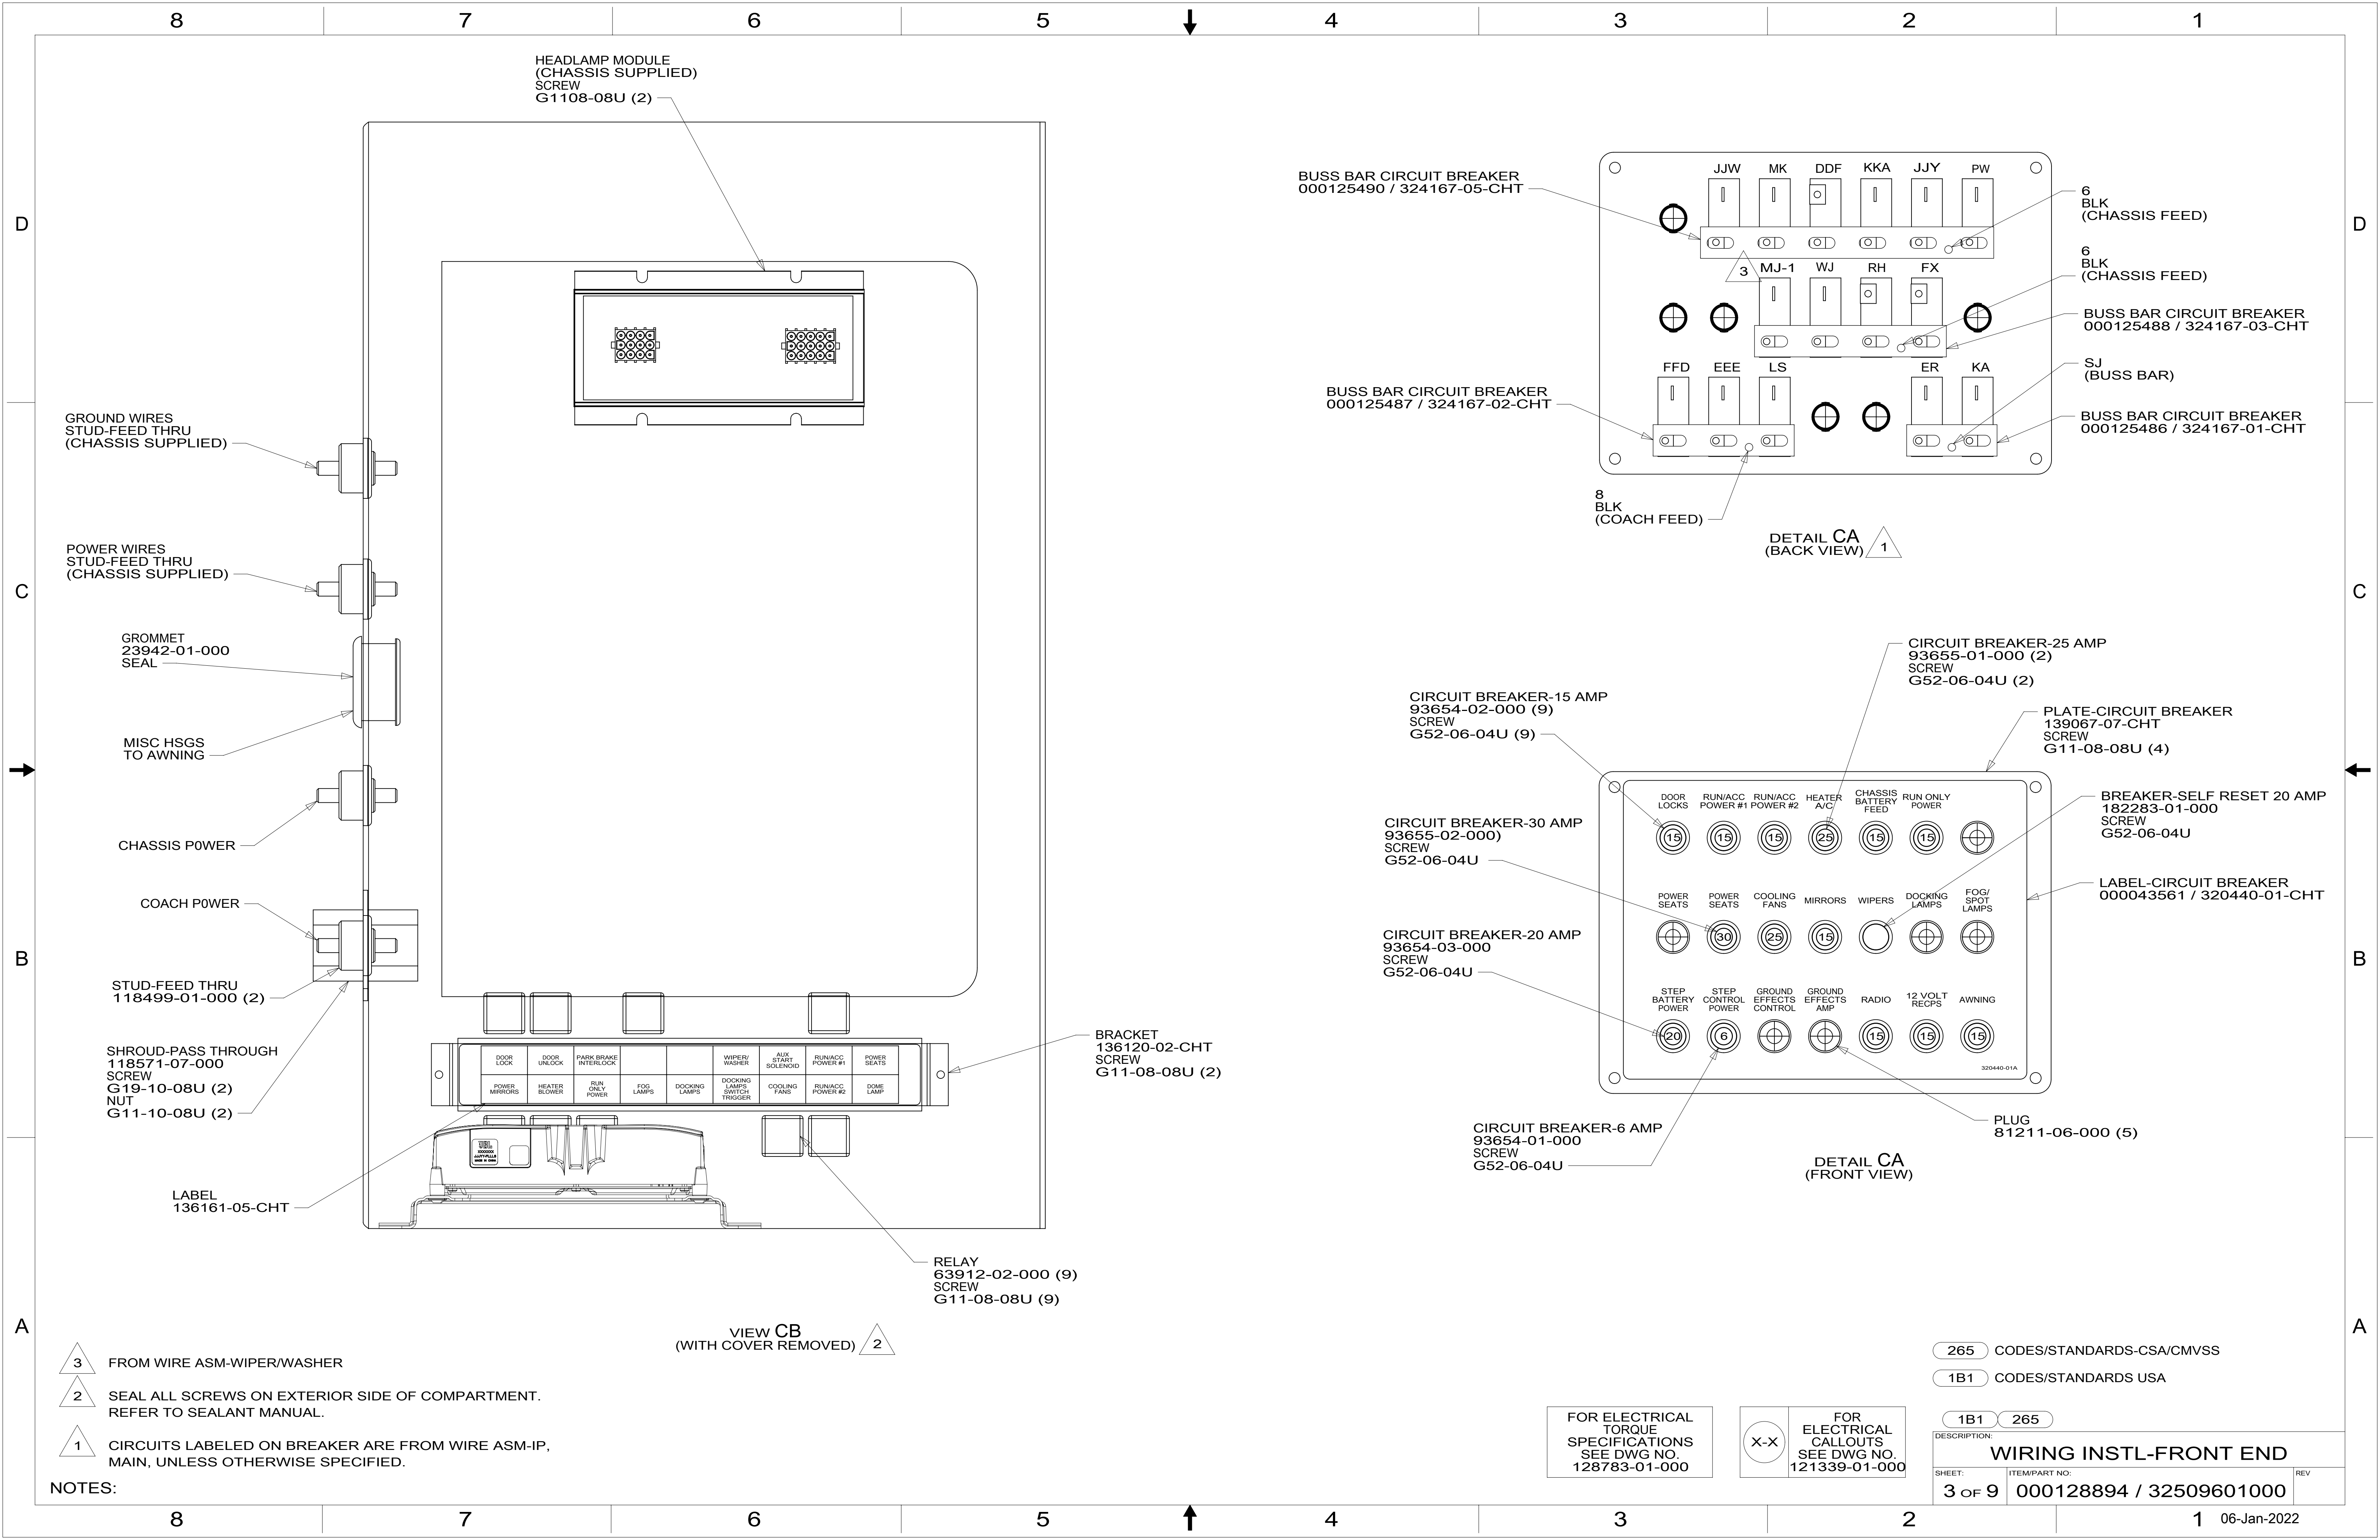 8 7 6 5 4 3 2 1
D
C
B
A
HEADLAMP MODULE
(CHASSIS SUPPLIED)
SCREW
G1108-08U (2)
GROUND WIRES
STUD-FEED THRU
(CHASSIS SUPPLIED)
POWER WIRES
STUD-FEED THRU
(CHASSIS SUPPLIED)
GROMMET
23942-01-000
SEAL
MISC HSGS
TO AWNING
CHASSIS P0WER
COACH P0WER
STUD-FEED THRU
118499-01-000 (2)
SHROUD-PASS THROUGH
118571-07-000
SCREW
G19-10-08U (2)
NUT
G11-10-08U (2)
LABEL
136161-05-CHT
DOOR
LOCK
DOOR
UNLOCK
PARK BRAKE
INTERLOCK
WIPER/
WASHER
AUX
START
SOLENOID
RUN/ACC
POWER #1
POWER
SEATS
POWER
MIRRORS
HEATER
BLOWER
RUN
ONLY
POWER
FOG
LAMPS
DOCKING
LAMPS
DOCKING
LAMPS
SWITCH
TRIGGER
COOLING
FANS
RUN/ACC
POWER #2
DOME
LAMP
BRACKET
136120-02-CHT
SCREW
G11-08-08U (2)
RELAY
63912-02-000 (9)
SCREW
G11-08-08U (9)
VIEW CB
(WITH COVER REMOVED) 2
BUSS BAR CIRCUIT BREAKER
000125490 / 324167-05-CHT
JJW MK DDF KKA JJY PW
6
BLK
(CHASSIS FEED)
6
BLK
(CHASSIS FEED)
3 MJ-1 WJ RH FX
BUSS BAR CIRCUIT BREAKER
000125488 / 324167-03-CHT
FFD EEE LS ER KA
SJ
(BUSS BAR)
BUSS BAR CIRCUIT BREAKER
000125487 / 324167-02-CHT
BUSS BAR CIRCUIT BREAKER
000125486 / 324167-01-CHT
8
BLK
(COACH FEED)
DETAIL CA
(BACK VIEW) 1
CIRCUIT BREAKER-25 AMP
93655-01-000 (2)
SCREW
G52-06-04U (2)
CIRCUIT BREAKER-15 AMP
93654-02-000 (9)
SCREW
G52-06-04U (9)
PLATE-CIRCUIT BREAKER
139067-07-CHT
SCREW
G11-08-08U (4)
BREAKER-SELF RESET 20 AMP
182283-01-000
SCREW
G52-06-04U
CIRCUIT BREAKER-30 AMP
93655-02-000)
SCREW
G52-06-04U
LABEL-CIRCUIT BREAKER
000043561 / 320440-01-CHT
CIRCUIT BREAKER-20 AMP
93654-03-000
SCREW
G52-06-04U
DOOR
LOCKS
RUN/ACC
POWER #1
RUN/ACC
POWER #2
HEATER
A/C
CHASSIS
BATTERY
FEED
RUN ONLY
POWER
15 15 15 25 15 15
POWER
SEATS
POWER
SEATS
COOLING
FANS
MIRRORS
WIPERS
DOCKING
LAMPS
FOG/
SPOT
LAMPS
30 25 15
STEP
BATTERY
POWER
STEP
CONTROL
POWER
GROUND
EFFECTS
CONTROL
GROUND
EFFECTS
AMP
RADIO
12 VOLT
RECPS
AWNING
20 6 15 15 15
320440-01A
CIRCUIT BREAKER-6 AMP
93654-01-000
SCREW
G52-06-04U
PLUG
81211-06-000 (5)
DETAIL CA
(FRONT VIEW)
3 FROM WIRE ASM-WIPER/WASHER
2 SEAL ALL SCREWS ON EXTERIOR SIDE OF COMPARTMENT.
REFER TO SEALANT MANUAL.
1 CIRCUITS LABELED ON BREAKER ARE FROM WIRE ASM-IP,
MAIN, UNLESS OTHERWISE SPECIFIED.
NOTES:
FOR ELECTRICAL
TORQUE
SPECIFICATIONS
SEE DWG NO.
128783-01-000
X-X
FOR
ELECTRICAL
CALLOUTS
SEE DWG NO.
121339-01-000
265 CODES/STANDARDS-CSA/CMVSS
1B1 CODES/STANDARDS USA
1B1 265
DESCRIPTION:
WIRING INSTL-FRONT END
SHEET:
3 OF 9
ITEM/PART NO:
000128894 / 32509601000
REV
D
C
B
A
8 7 6 5 4 3 2 1
06-Jan-2022